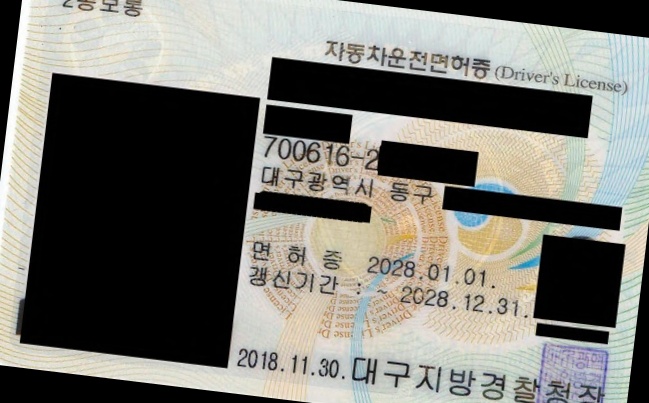 2종보통
자동차운전면허증 (Driver's License)
700616-2
대구광역시 동구
면 허 증 2028.01.01.
갱신기간 : ~ 2028.12.31.
2018.11.30. 대구지방경찰청장